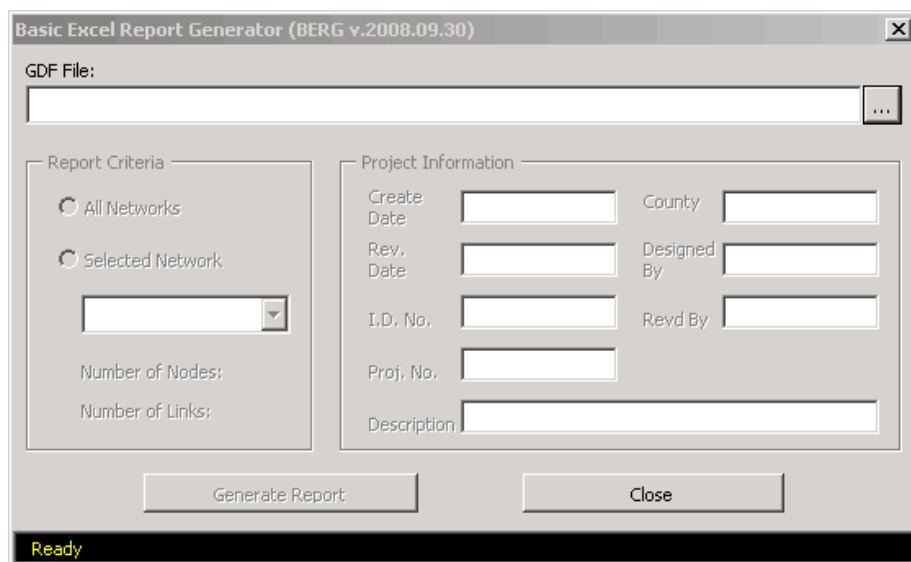 Basic Excel Report Generator (BERG v.2008.09.30)
GDF File:
...
Report Criteria
All Networks
Selected Network
Number of Nodes:
Number of Links:
Project Information
Create Date
County
Rev. Date
Designed By
I.D. No.
Revd By
Proj. No.
Description
Generate Report
Close
Ready